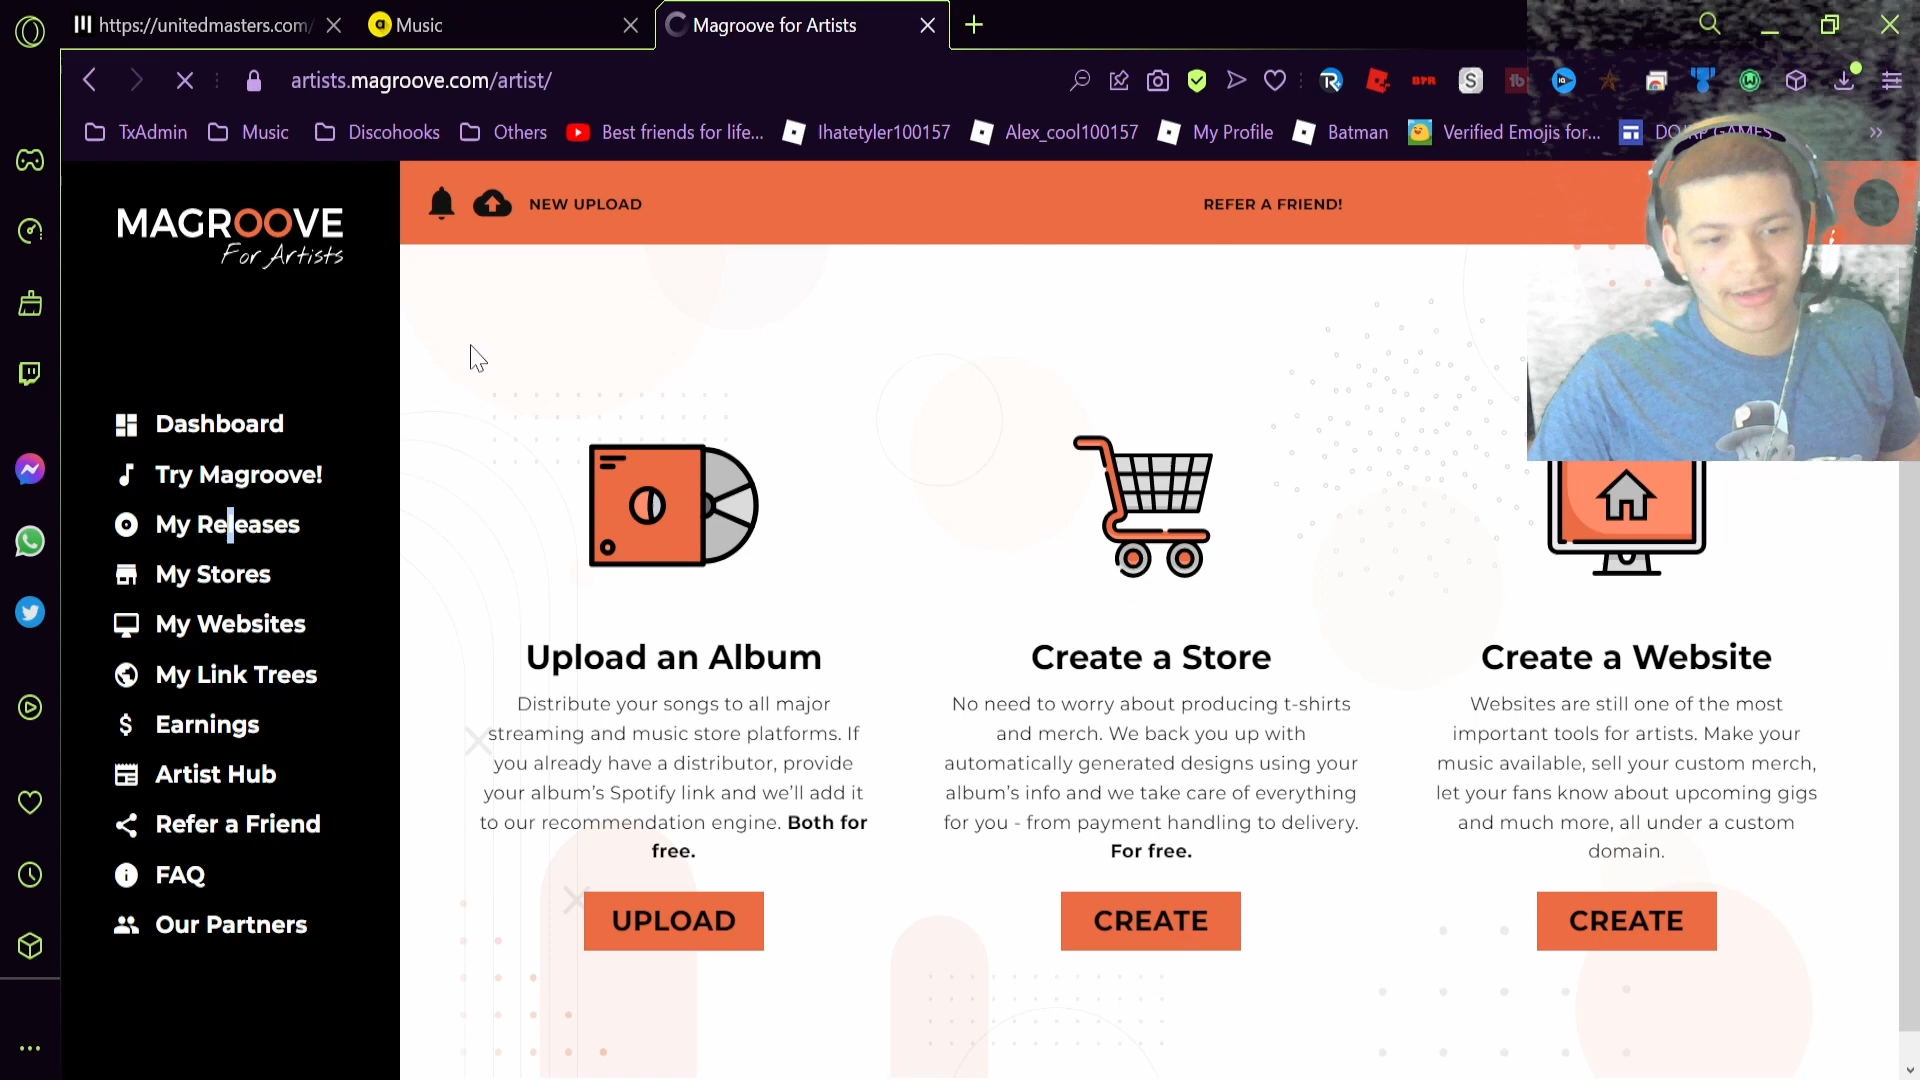 https://unitedmasters.com/
Music
Magroove for Artists
artists.magroove.com/artist/
TxAdmin
Music
Discohooks
Others
Best friends for life...
Ihatetyler100157
Alex_cool100157
My Profile
Batman
Verified Emojis for...
DOJRP GAMES
MAGROOVE
For Artists
NEW UPLOAD
REFER A FRIEND!
Dashboard
Try Magroove!
My Releases
My Stores
My Websites
My Link Trees
Earnings
Artist Hub
Refer a Friend
FAQ
Our Partners
Upload an Album
Distribute your songs to all major
streaming and music store platforms. If
you already have a distributor, provide
your album's Spotify link and we'll add it
to our recommendation engine. Both for
free.
UPLOAD
Create a Store
No need to worry about producing t-shirts
and merch. We back you up with
automatically generated designs using your
album's info and we take care of everything
for you - from payment handling to delivery.
For free.
CREATE
Create a Website
Websites are still one of the most
important tools for artists. Make your
music available, sell your custom merch,
let your fans know about upcoming gigs
and much more, all under a custom
domain.
CREATE